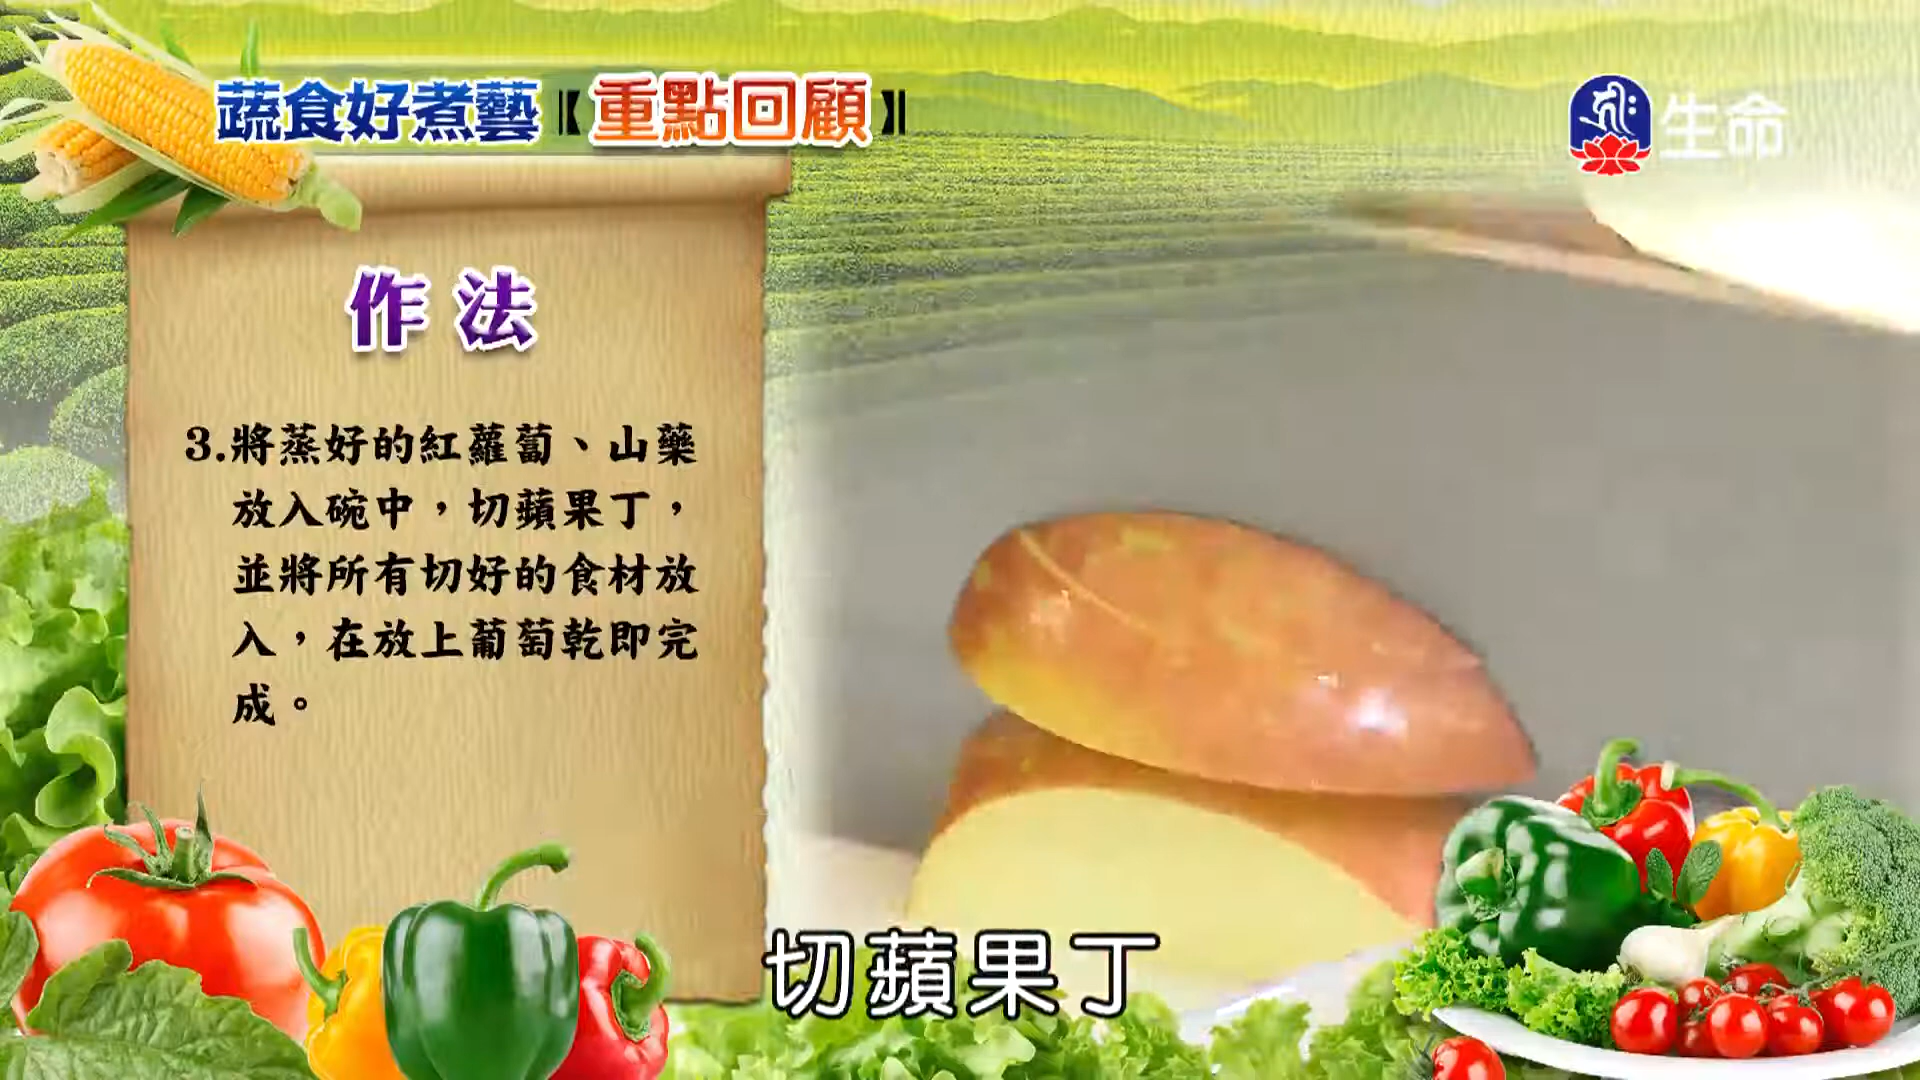 蔬食好煮藝【重點回顧】
生命
作法
3.將蒸好的紅蘿蔔、山藥
放入碗中，切蘋果丁，
並將所有切好的食材放
入，在放上葡萄乾即完
成。
切蘋果丁